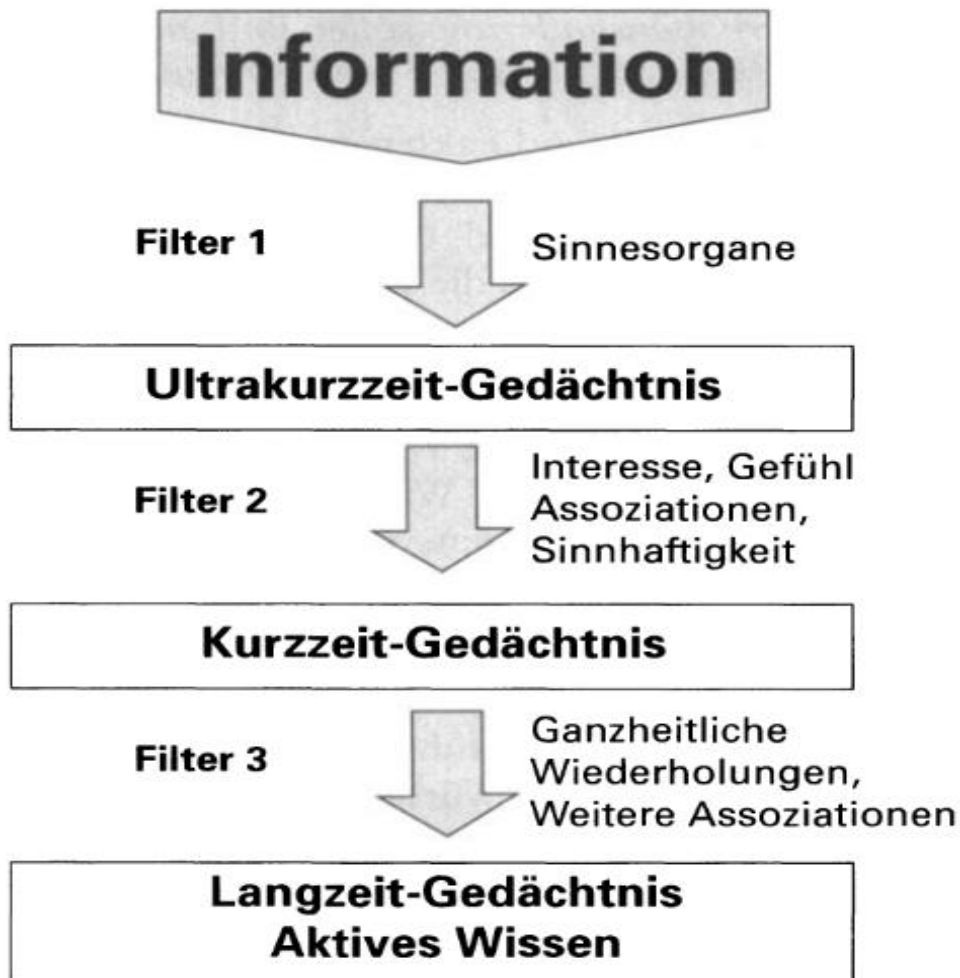 Information
Filter 1
Sinnesorgane
Ultrakurzzeit-Gedächtnis
Filter 2
Interesse, Gefühl
Assoziationen,
Sinnhaftigkeit
Kurzzeit-Gedächtnis
Filter 3
Ganzheitliche
Wiederholungen,
Weitere Assoziationen
Langzeit-Gedächtnis
Aktives Wissen